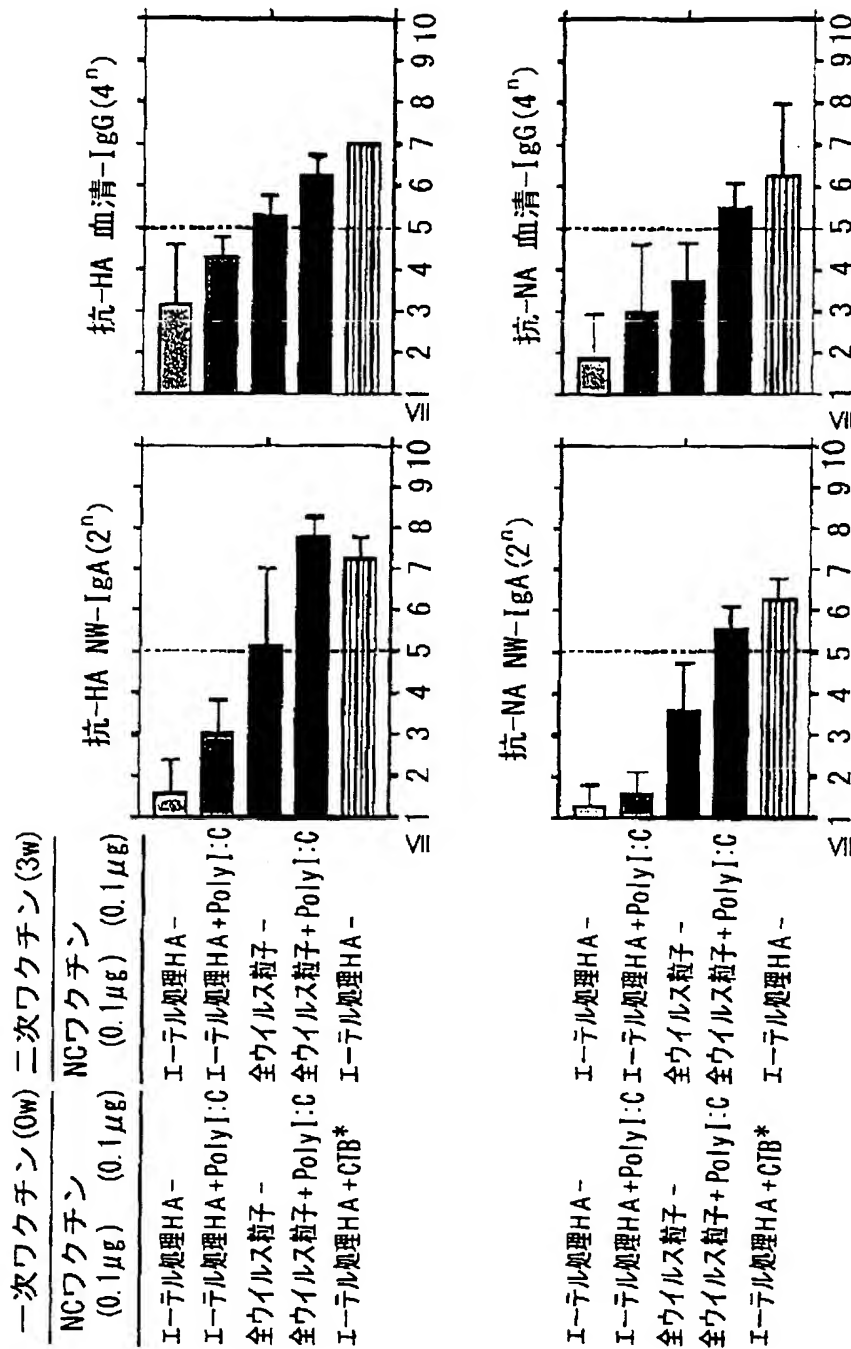 一次ワクチン(0w) 二次ワクチン(3w)
NCワクチン NCワクチン
(0.1μg) (0.1μg) (0.1μg) (0.1μg)
抗-HA NW-IgA(2ⁿ)
抗-HA 血清-IgG(4ⁿ)
エーテル処理HA- エーテル処理HA-
エーテル処理HA+PolyI:C エーテル処理HA+PolyI:C
全ウイルス粒子- 全ウイルス粒子-
全ウイルス粒子+PolyI:C 全ウイルス粒子+PolyI:C
エーテル処理HA+CTB* エーテル処理HA-
≦1 2 3 4 5 6 7 8 9 10
≦1 2 3 4 5 6 7 8 9 10
抗-NA NW-IgA(2ⁿ)
抗-NA 血清-IgG(4ⁿ)
エーテル処理HA- エーテル処理HA-
エーテル処理HA+PolyI:C エーテル処理HA+PolyI:C
全ウイルス粒子- 全ウイルス粒子-
全ウイルス粒子+PolyI:C 全ウイルス粒子+PolyI:C
エーテル処理HA+CTB* エーテル処理HA-
≦1 2 3 4 5 6 7 8 9 10
≦1 2 3 4 5 6 7 8 9 10